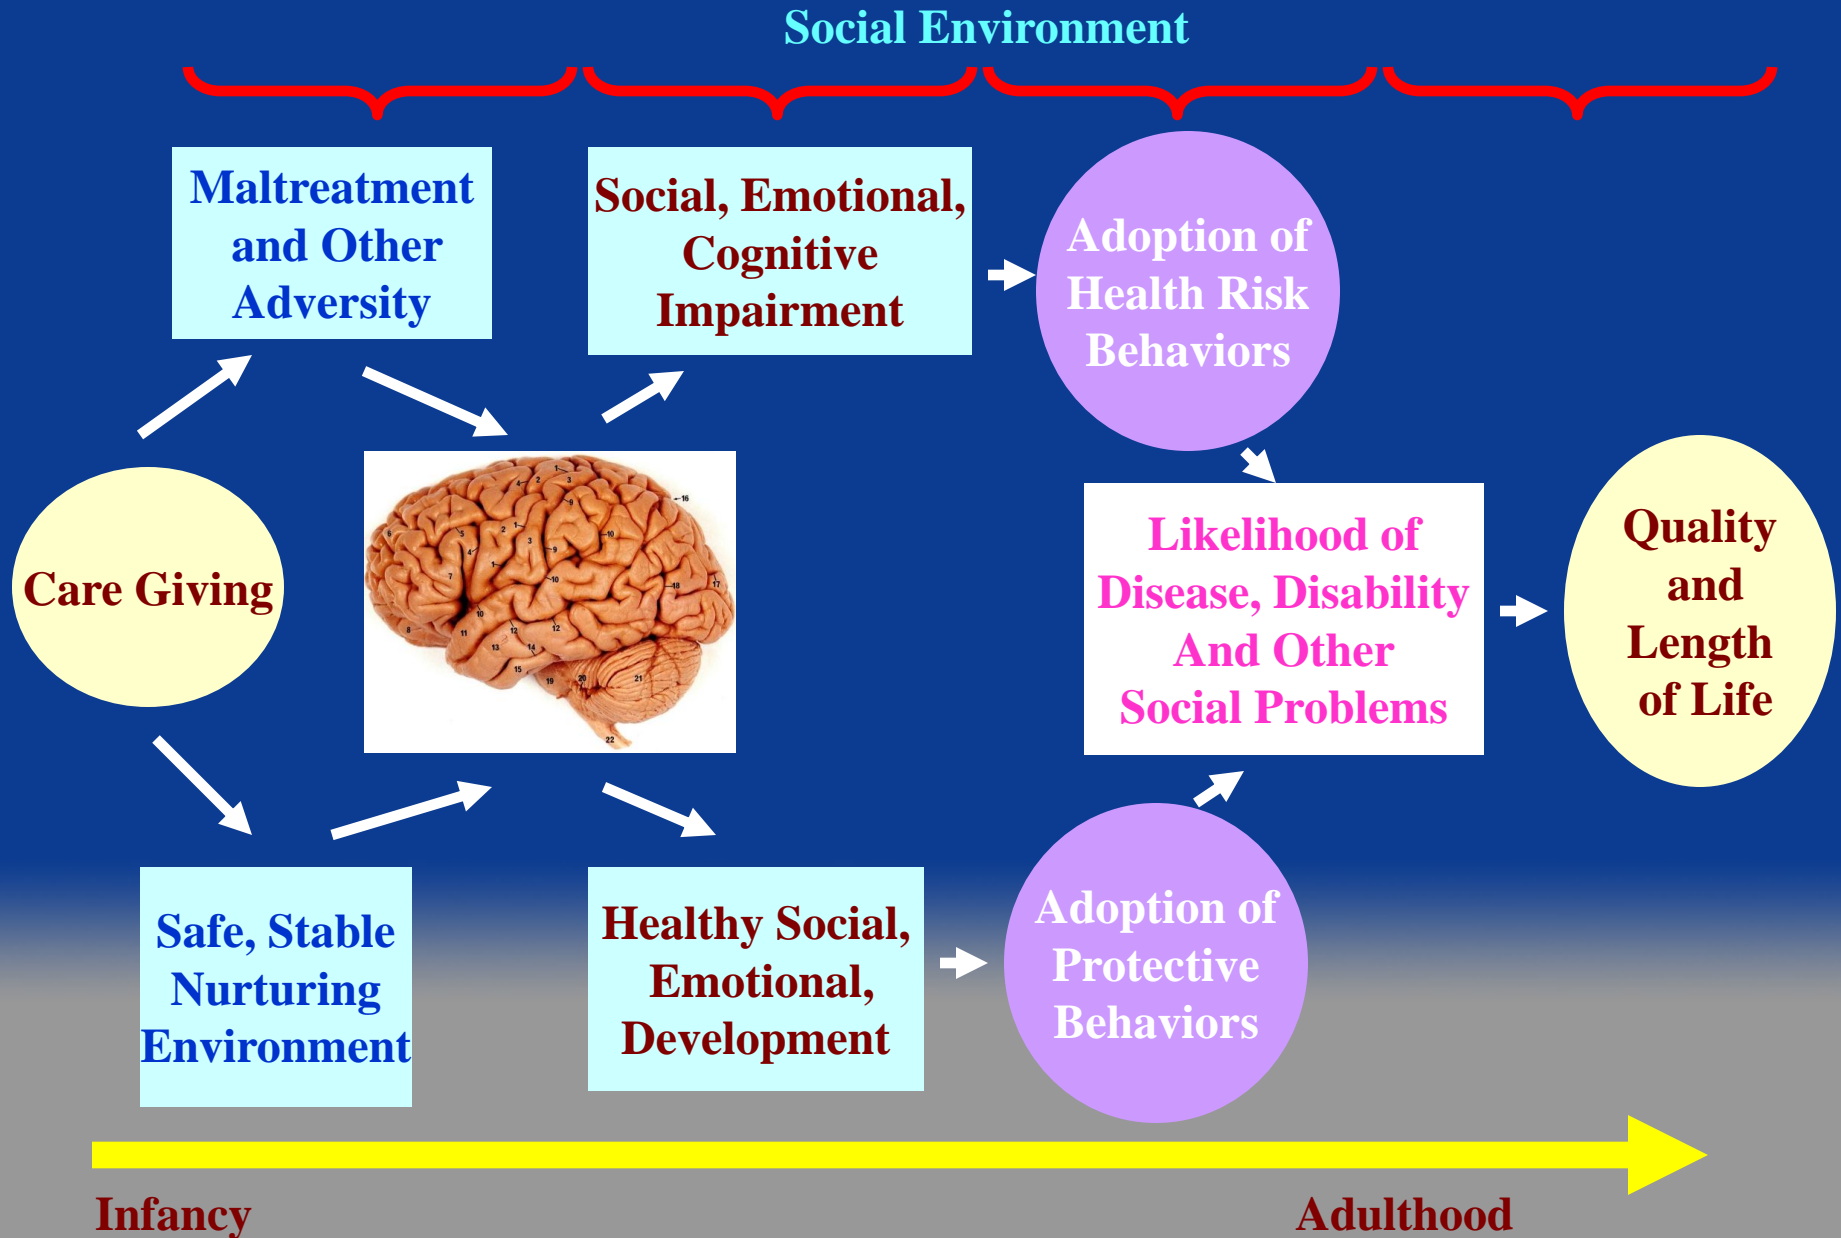 Social Environment
Maltreatment
and Other
Adversity
Social, Emotional,
Cognitive
Impairment
Adoption of
Health Risk
Behaviors
Care Giving
Likelihood of
Disease, Disability
And Other
Social Problems
Quality
and
Length
of Life
Safe, Stable
Nurturing
Environment
Healthy Social,
Emotional,
Development
Adoption of
Protective
Behaviors
Infancy
Adulthood